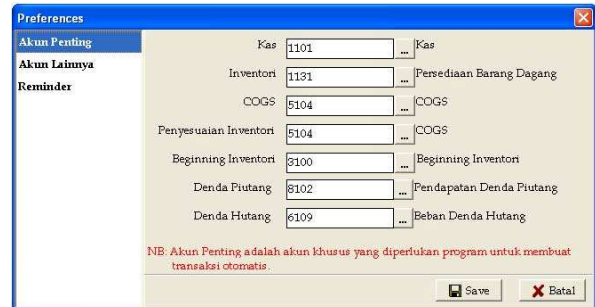 Preferences
Akun Penting
Akun Lainnya
Reminder
Kas 1101 ... Kas
Inventori 1131 ... Persediaan Barang Dagang
COGS 5104 ... COGS
Penyesuaian Inventori 5104 ... COGS
Beginning Inventori 3100 ... Beginning Inventori
Denda Piutang 8102 ... Pendapatan Denda Piutang
Denda Hutang 6109 ... Beban Denda Hutang
NB: Akun Penting adalah akun khusus yang diperlukan program untuk membuat
transaksi otomatis.
Save Batal